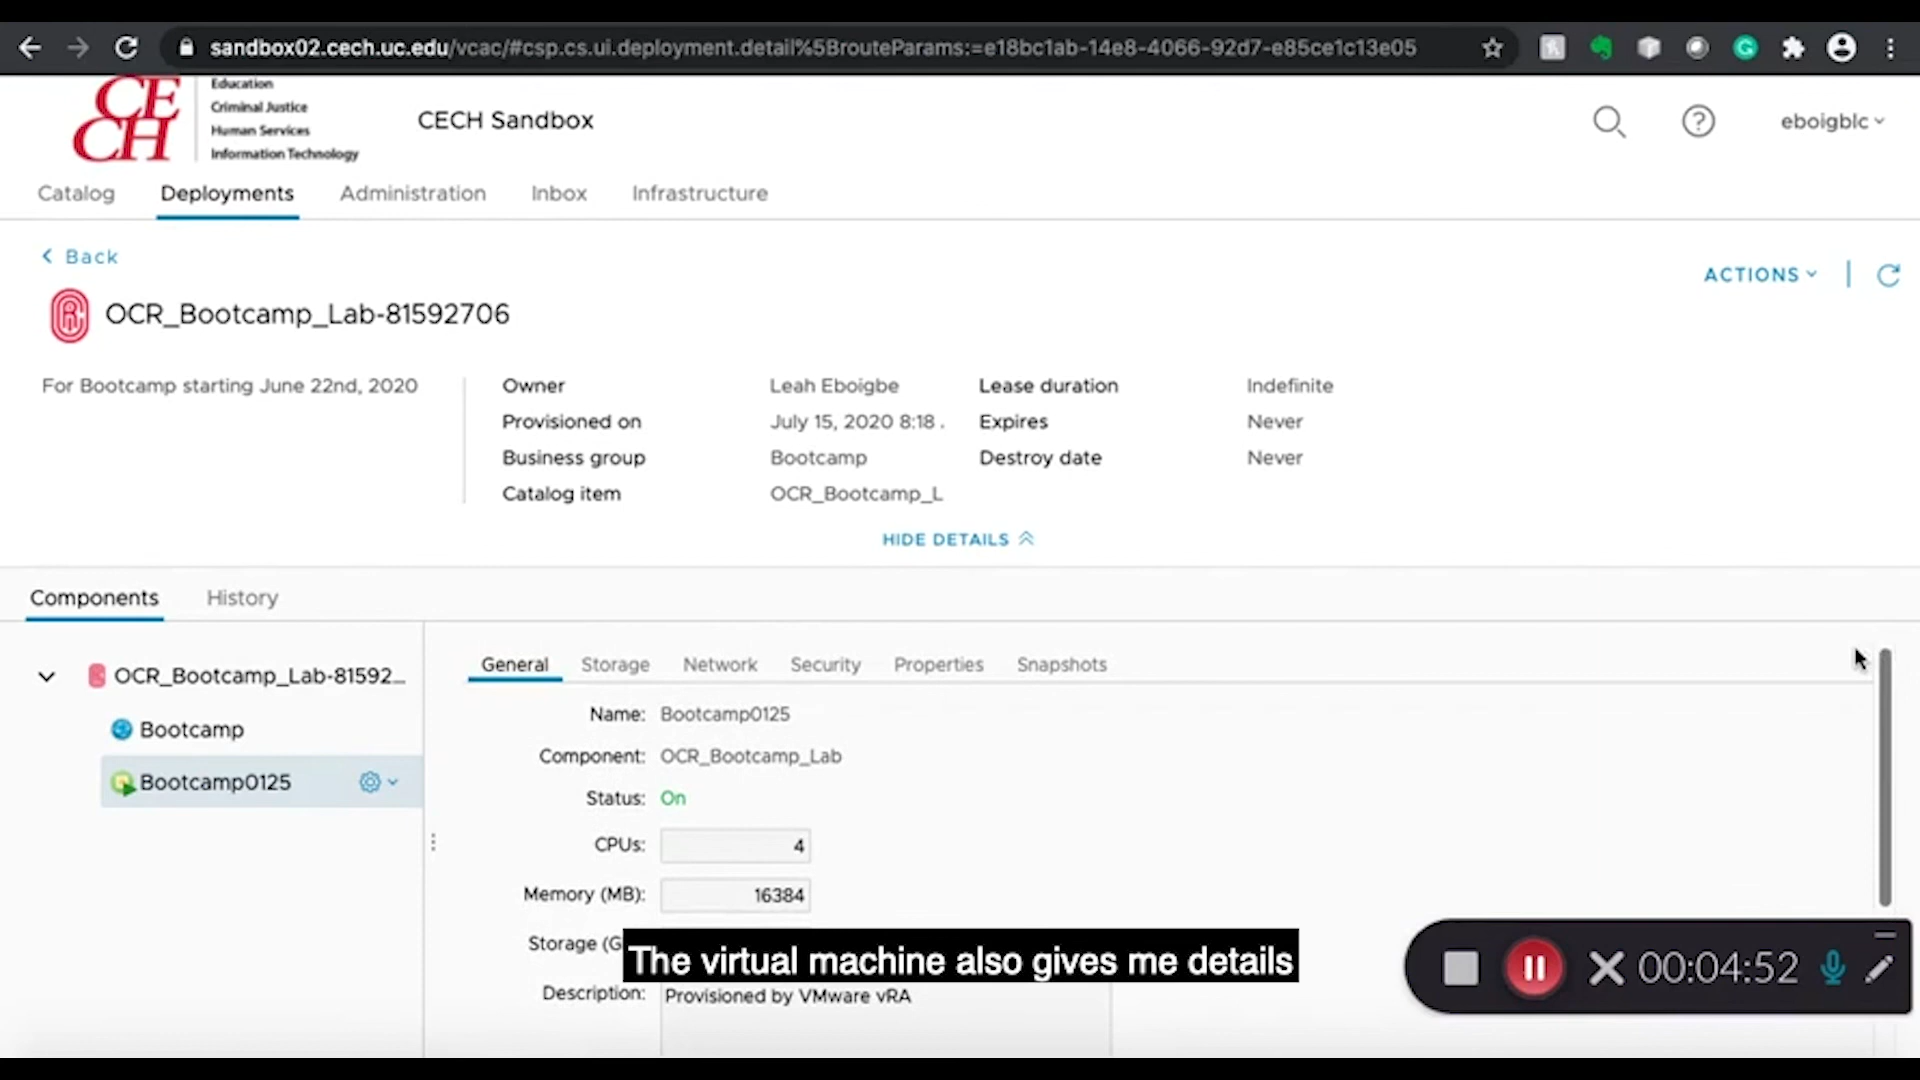 sandbox02.cech.uc.edu/vcac/#csp.cs.ui.deployment.detail%5BrouteParams:=e18bc1ab-14e8-4066-92d7-e85ce1c13e05
CE
CH
Education
Criminal Justice
Human Services
Information Technology
CECH Sandbox
eboigblc
Catalog
Deployments
Administration
Inbox
Infrastructure
Back
ACTIONS
OCR_Bootcamp_Lab-81592706
For Bootcamp starting June 22nd, 2020
Owner
Leah Eboigbe
Lease duration
Indefinite
Provisioned on
July 15, 2020 8:18 .
Expires
Never
Business group
Bootcamp
Destroy date
Never
Catalog item
OCR_Bootcamp_L
HIDE DETAILS
Components
History
OCR_Bootcamp_Lab-81592...
Bootcamp
Bootcamp0125
General
Storage
Network
Security
Properties
Snapshots
Name: Bootcamp0125
Component: OCR_Bootcamp_Lab
Status: On
CPUs: 4
Memory (MB): 16384
Storage (G
The virtual machine also gives me details
Description: Provisioned by VMware vRA
00:04:52